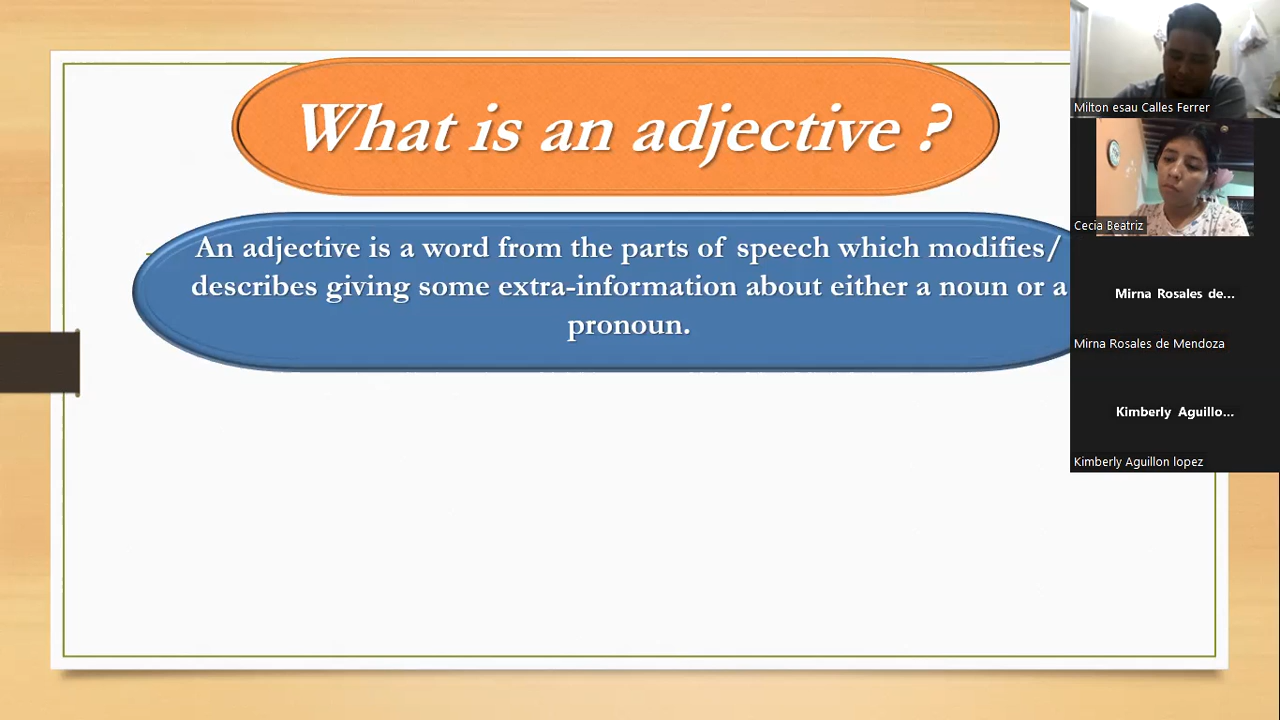 What is an adjective ?
An adjective is a word from the parts of speech which modifies/
describes giving some extra-information about either a noun or a
pronoun.
Milton esau Calles Ferrer
Cecia Beatriz
Mirna Rosales de...
Mirna Rosales de Mendoza
Kimberly Aguillo...
Kimberly Aguillon lopez